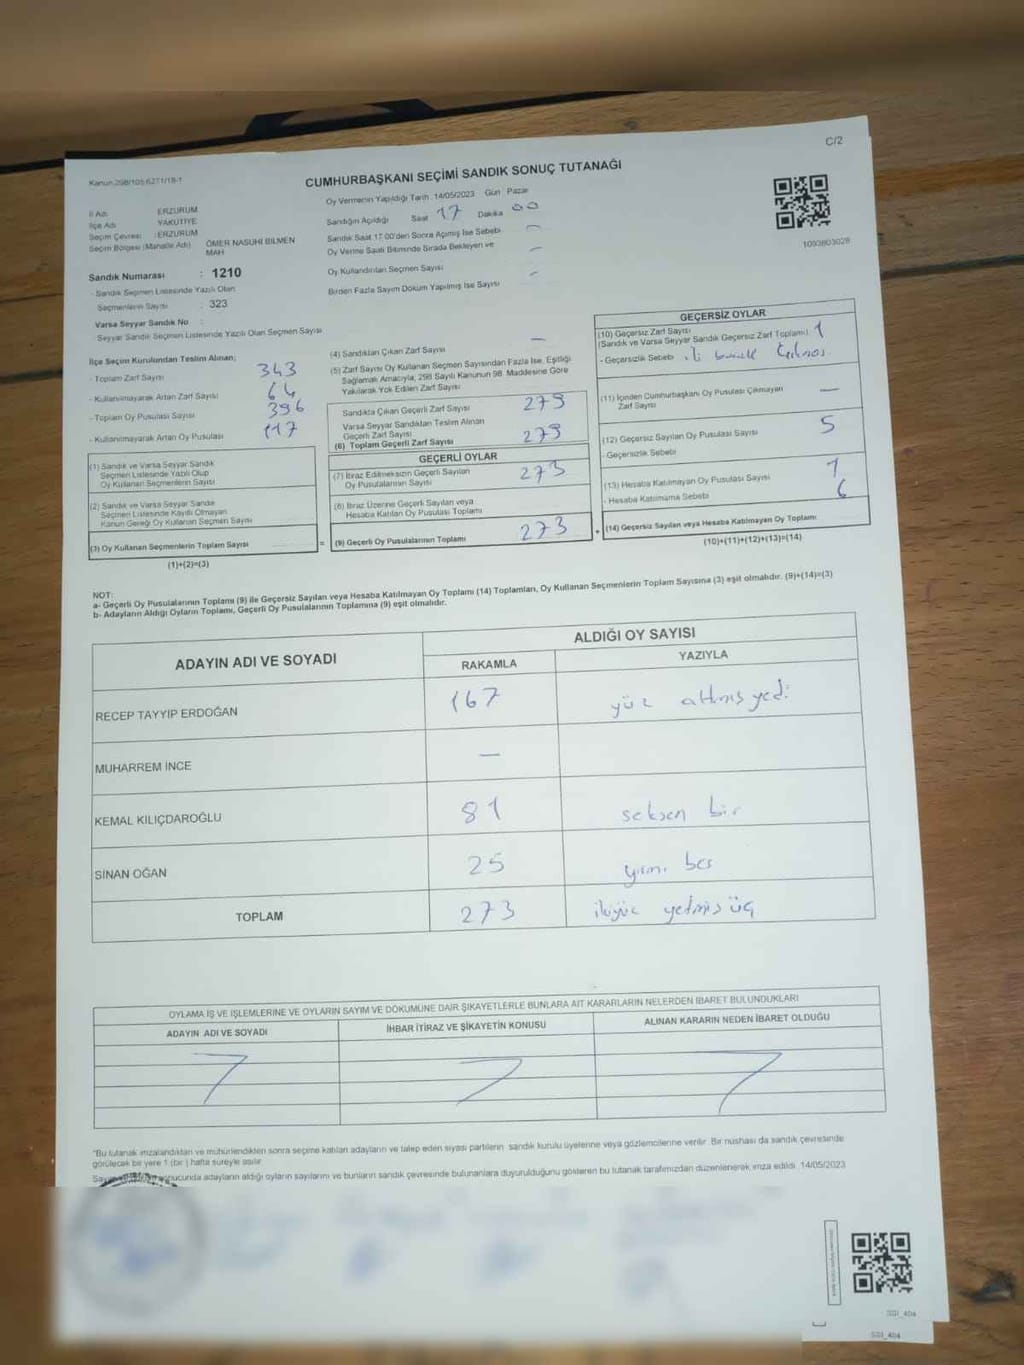 C/2
Kanun.298/105-6271/18-1
CUMHURBAŞKANI SEÇİMİ SANDIK SONUÇ TUTANAĞI
İl Adı : ERZURUM
İlçe Adı : YAKUTİYE
Seçim Çevresi : ERZURUM
Seçim Bölgesi (Mahalle Adı) : ÖMER NASUHİ BİLMEN MAH
Sandık Numarası : 1210
- Sandık Seçmen Listesinde Yazılı Olan
Seçmenlerin Sayısı : 323
Varsa Seyyar Sandık No :
Seyyar Sandık Seçmen Listesinde Yazılı Olan Seçmen Sayısı
Oy Vermenin Yapıldığı Tarih : 14/05/2023 Gün Pazar
Sandığın Açıldığı Saat 17 Dakika 00
Sandık Saat 17:00'den Sonra Açımış İse Sebebi —
Oy Verme Saati Bitiminde Sırada Bekleyen ve —
Oy Kullandırılan Seçmen Sayısı
Birden Fazla Sayım Döküm Yapılmış İse Sayısı —
1093803028
İlçe Seçim Kurulundan Teslim Alınan;
- Toplam Zarf Sayısı 343
- Kullanılmayarak Artan Zarf Sayısı 64
- Toplam Oy Pusulası Sayısı 396
- Kullanılmayarak Artan Oy Pusulası 117
(1) Sandık ve Varsa Seyyar Sandık
Seçmen Listesinde Yazılı Olup
Oy Kullanan Seçmenlerin Sayısı
(2) Sandık ve Varsa Seyyar Sandık
Seçmen Listesinde Kayıtlı Olmayan
Kanun Gereği Oy Kullanan Seçmen Sayısı
(3) Oy Kullanan Seçmenlerin Toplam Sayısı
(1)+(2)=(3)
=
(4) Sandıktan Çıkan Zarf Sayısı —
(5) Zarf Sayısı Oy Kullanan Seçmen Sayısından Fazla İse, Eşitliği
Sağlamak Amacıyla, 298 Sayılı Kanunun 98. Maddesine Göre
Yakılarak Yok Edilen Zarf Sayısı
Sandıkta Çıkan Geçerli Zarf Sayısı 279
Varsa Seyyar Sandıktan Teslim Alınan
Geçerli Zarf Sayısı
(6) Toplam Geçerli Zarf Sayısı 279
GEÇERLİ OYLAR
(7) İtiraz Edilmeksizin Geçerli Sayılan
Oy Pusulasının Sayısı 273
(8) İtiraz Üzerine Geçerli Sayılan veya
Hesaba Katılan Oy Pusulası Toplamı
(9) Geçerli Oy Pusulalarının Toplamı 273
+
GEÇERSİZ OYLAR
(10) Geçersiz Zarf Sayısı
(Sandık ve Varsa Seyyar Sandık Geçersiz Zarf Toplamı) 1
- Geçersizlik Sebebi
(11) İçinden Cumhurbaşkanı Oy Pusulası Çıkmayan
Zarf Sayısı —
(12) Geçersiz Sayılan Oy Pusulası Sayısı 5
- Geçersizlik Sebebi
(13) Hesaba Katılmayan Oy Pusulası Sayısı 1
- Hesaba Katılmama Sebebi
(14) Geçersiz Sayılan veya Hesaba Katılmayan Oy Toplamı 6
(10)+(11)+(12)+(13)=(14)
NOT:
a- Geçerli Oy Pusulalarının Toplamı (9) ile Geçersiz Sayılan veya Hesaba Katılmayan Oy Toplamı (14) Toplamları, Oy Kullanan Seçmenlerin Toplam Sayısına (3) eşit olmalıdır. (9)+(14)=(3)
b- Adayların Aldığı Oyların Toplamı, Geçerli Oy Pusulalarının Toplamına (9) eşit olmalıdır.
ADAYIN ADI VE SOYADI
ALDIĞI OY SAYISI
RAKAMLA YAZIYLA
RECEP TAYYİP ERDOĞAN 167 yüz altmış yedi
MUHARREM İNCE —
KEMAL KILIÇDAROĞLU 81 seksen bir
SİNAN OĞAN 25 yirmi beş
TOPLAM 273 ikiyüz yetmiş üç
OYLAMA İŞ VE İŞLEMLERİNE VE OYLARIN SAYIM VE DÖKÜMÜNE DAİR ŞİKAYETLERLE BUNLARA AİT KARARLARIN NELERDEN İBARET BULUNDUKLARI
ADAYIN ADI VE SOYADI İHBAR İTİRAZ VE ŞİKAYETİN KONUSU ALINAN KARARIN NEDEN İBARET OLDUĞU
"Bu tutanak imzalandıktan ve mühürlendikten sonra seçime katılan adayların ve talep eden siyasi partilerin sandık kurulu üyelerine veya gözlemcilerine verilir. Bir nüshası da sandık çevresinde
görülecek bir yere 1 (bir ) hafta süreyle asılır.
sonucunda adayların aldığı oyların sayılarını ve bunların sandık çevresinde bulunanlara duyurulduğunu gösteren bu tutanak tarafımızdan düzenlenerek imza edildi. 14/05/2023
SSI_404
SSI_404